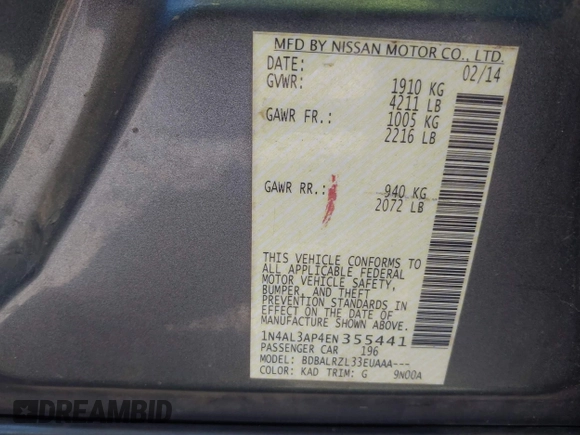 MFD BY NISSAN MOTOR CO., LTD.
DATE: 02/14
GVWR: 1910 KG
4211 LB
GAWR FR.: 1005 KG
2216 LB
GAWR RR.: 940 KG
2072 LB
THIS VEHICLE CONFORMS TO
ALL APPLICABLE FEDERAL
MOTOR VEHICLE SAFETY,
BUMPER, AND THEFT
PREVENTION STANDARDS IN
EFFECT ON THE DATE OF
MANUFACTURE SHOWN ABOVE.
1N4AL3AP4EN355441
PASSENGER CAR 196
MODEL: BDBALRZL33EUAAA---
COLOR: KAD TRIM: G 9N00A
DREAMBID